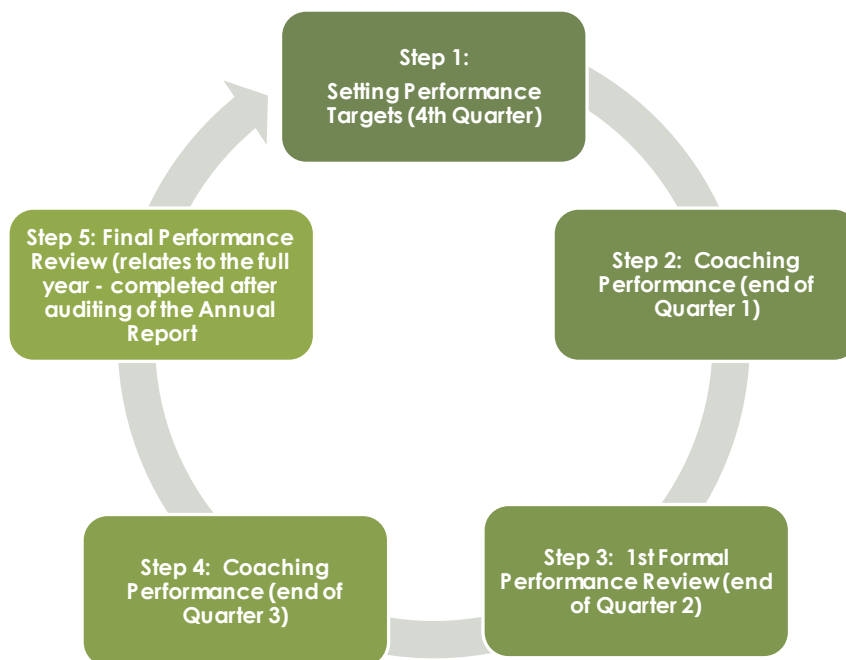 Step 1:
Setting Performance
Targets (4th Quarter)
Step 2: Coaching
Performance (end of
Quarter 1)
Step 3: 1st Formal
Performance Review (end
of Quarter 2)
Step 4: Coaching
Performance (end of
Quarter 3)
Step 5: Final Performance
Review (relates to the full
year - completed after
auditing of the Annual
Report